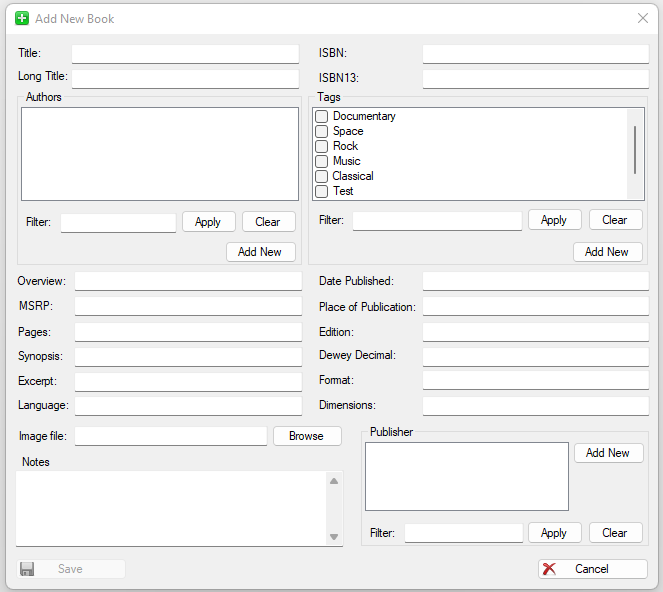 Add New Book
Title:
ISBN:
Long Title:
ISBN13:
Authors
Tags
Documentary
Space
Rock
Music
Classical
Test
Filter:
Apply
Clear
Filter:
Apply
Clear
Add New
Add New
Overview:
Date Published:
MSRP:
Place of Publication:
Pages:
Edition:
Synopsis:
Dewey Decimal:
Excerpt:
Format:
Language:
Dimensions:
Image file:
Browse
Publisher
Add New
Notes
Filter:
Apply
Clear
Save
Cancel